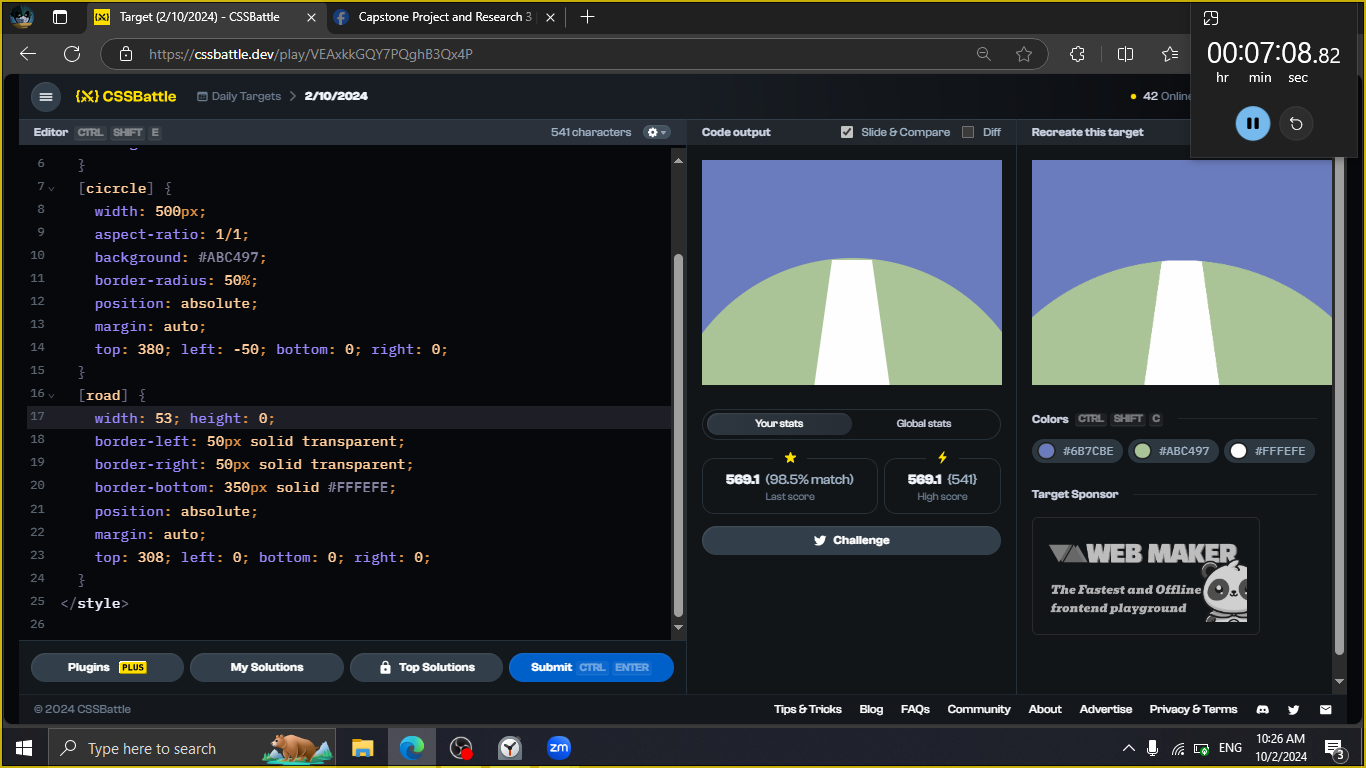 Target (2/10/2024) - CSSBattle
Capstone Project and Research 3
https://cssbattle.dev/play/VEAxkkGQY7PQghB3Qx4P
00:07:08.82
hr min sec
CSSBattle
Daily Targets
2/10/2024
42 Online
Editor CTRL SHIFT E
541 characters
Code output
Slide & Compare
Diff
Recreate this target
6 }
7 [cicrcle] {
8 width: 500px;
9 aspect-ratio: 1/1;
10 background: #ABC497;
11 border-radius: 50%;
12 position: absolute;
13 margin: auto;
14 top: 380; left: -50; bottom: 0; right: 0;
15 }
16 [road] {
17 width: 53; height: 0;
18 border-left: 50px solid transparent;
19 border-right: 50px solid transparent;
20 border-bottom: 350px solid #FFFEFE;
21 position: absolute;
22 margin: auto;
23 top: 308; left: 0; bottom: 0; right: 0;
24 }
25 </style>
26
Your stats
Global stats
569.1 (98.5% match)
Last score
569.1 {541}
High score
Challenge
Colors CTRL SHIFT C
#6B7CBE
#ABC497
#FFFEFE
Target Sponsor
WEB MAKER
The Fastest and Offline
frontend playground
Plugins PLUS
My Solutions
Top Solutions
Submit CTRL ENTER
© 2024 CSSBattle
Tips & Tricks
Blog
FAQs
Community
About
Advertise
Privacy & Terms
Type here to search
zm
ENG
10:26 AM
10/2/2024
3